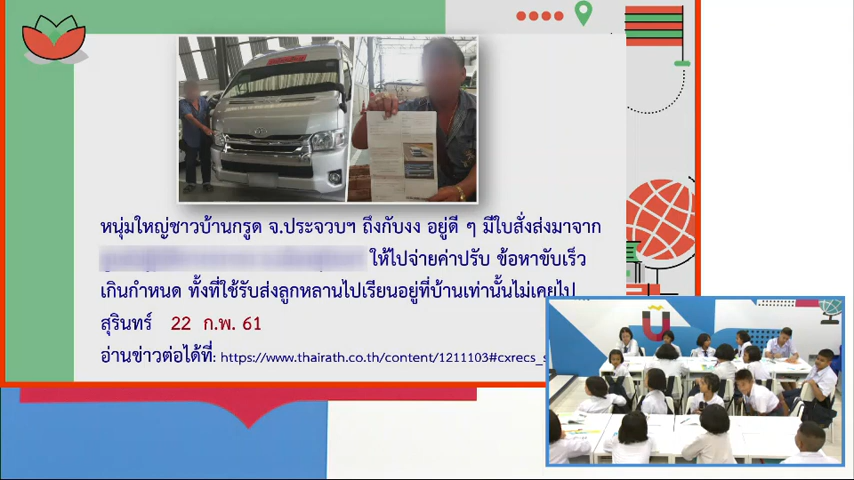 หนุ่มใหญ่ชาวบ้านกรูด จ.ประจวบฯ ถึงกับงง อยู่ดี ๆ มีใบสั่งส่งมาจาก
ให้ไปจ่ายค่าปรับ ข้อหาขับเร็ว
เกินกำหนด ทั้งที่ใช้รับส่งลูกหลานไปเรียนอยู่ที่บ้านเท่านั้นไม่เคยไป
สุรินทร์ 22 ก.พ. 61
อ่านข่าวต่อได้ที่: https://www.thairath.co.th/content/1211103#cxrecs_s